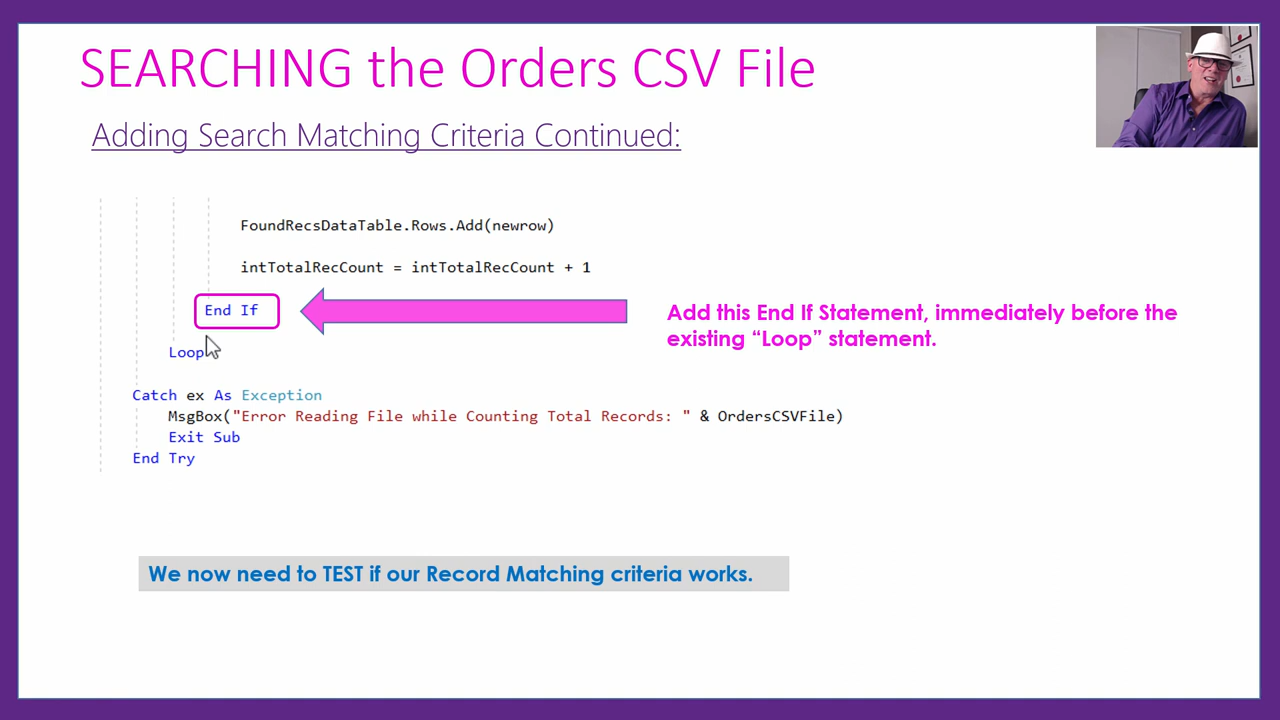 SEARCHING the Orders CSV File
Adding Search Matching Criteria Continued:
FoundRecsDataTable.Rows.Add(newrow)
intTotalRecCount = intTotalRecCount + 1
End If
Add this End If Statement, immediately before the
existing “Loop” statement.
Loop
Catch ex As Exception
MsgBox("Error Reading File while Counting Total Records: " & OrdersCSVFile)
Exit Sub
End Try
We now need to TEST if our Record Matching criteria works.